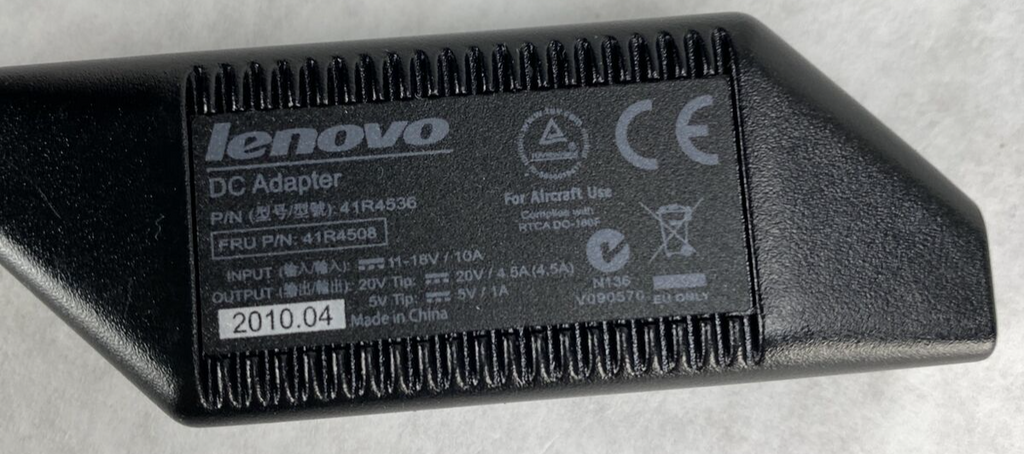 lenovo
DC Adapter
P/N (型号/型號): 41R4536
FRU P/N: 41R4508
INPUT (输入/輸入): ⎓ 11-18V / 10A
OUTPUT (输出/輸出): 20V Tip: ⎓ 20V / 4.5A (4.5A)
5V Tip: ⎓ 5V / 1A
2010.04 Made in China
CE
For Aircraft Use
Complies with
RTCA DC-160F
N136
V090570
EU ONLY